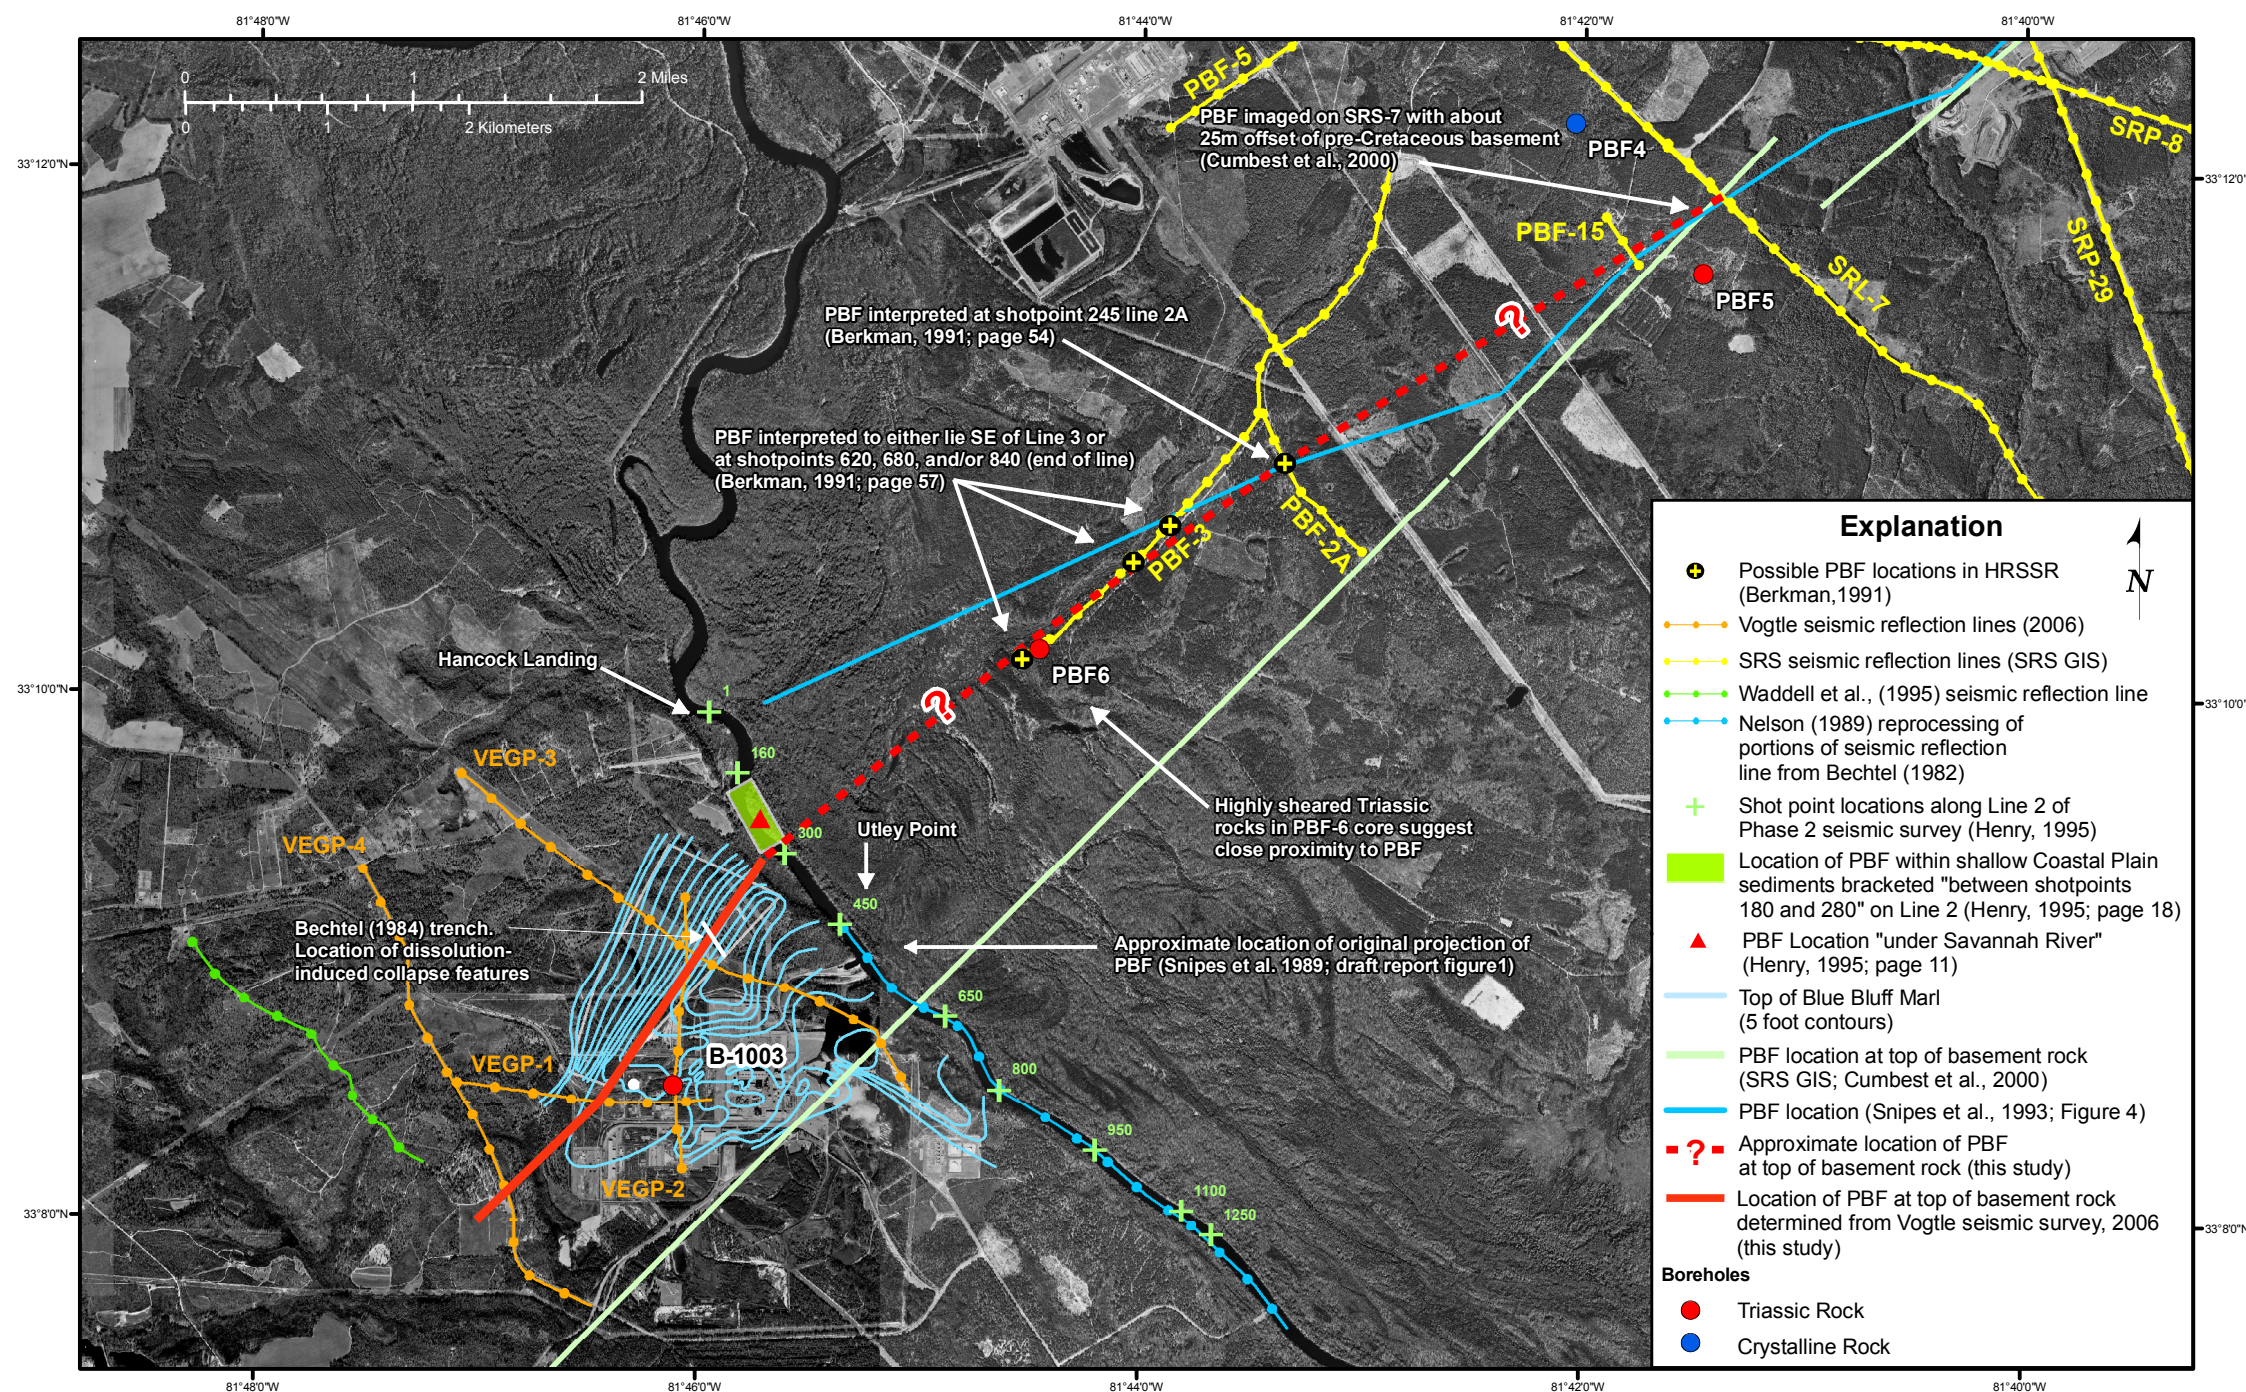 81°48'0"W
81°46'0"W
81°44'0"W
81°42'0"W
81°40'0"W
0 1 2 Miles
0 1 2 Kilometers
33°12'0"N
33°12'0"
PBF-5
PBF imaged on SRS-7 with about
25m offset of pre-Cretaceous basement
(Cumbest et al., 2000)
PBF4
SRP-8
PBF-15
SRP-29
SRL-7
PBF5
?
PBF interpreted at shotpoint 245 line 2A
(Berkman, 1991; page 54)
PBF interpreted to either lie SE of Line 3 or
at shotpoints 620, 680, and/or 840 (end of line)
(Berkman, 1991; page 57)
PBF-2A
PBF-3
PBF6
Hancock Landing
33°10'0"N
33°10'0"
?
1
160
300
450
650
800
950
1100
1250
VEGP-3
VEGP-4
Utley Point
Highly sheared Triassic
rocks in PBF-6 core suggest
close proximity to PBF
Bechtel (1984) trench.
Location of dissolution-
induced collapse features
Approximate location of original projection of
PBF (Snipes et al. 1989; draft report figure1)
B-1003
VEGP-1
VEGP-2
33°8'0"N
33°8'0"N
Explanation
N
Possible PBF locations in HRSSR
(Berkman,1991)
Vogtle seismic reflection lines (2006)
SRS seismic reflection lines (SRS GIS)
Waddell et al., (1995) seismic reflection line
Nelson (1989) reprocessing of
portions of seismic reflection
line from Bechtel (1982)
Shot point locations along Line 2 of
Phase 2 seismic survey (Henry, 1995)
Location of PBF within shallow Coastal Plain
sediments bracketed "between shotpoints
180 and 280" on Line 2 (Henry, 1995; page 18)
PBF Location "under Savannah River"
(Henry, 1995; page 11)
Top of Blue Bluff Marl
(5 foot contours)
PBF location at top of basement rock
(SRS GIS; Cumbest et al., 2000)
PBF location (Snipes et al., 1993; Figure 4)
?
Approximate location of PBF
at top of basement rock (this study)
Location of PBF at top of basement rock
determined from Vogtle seismic survey, 2006
(this study)
Boreholes
Triassic Rock
Crystalline Rock
81°48'0"W
81°46'0"W
81°44'0"W
81°42'0"W
81°40'0"W